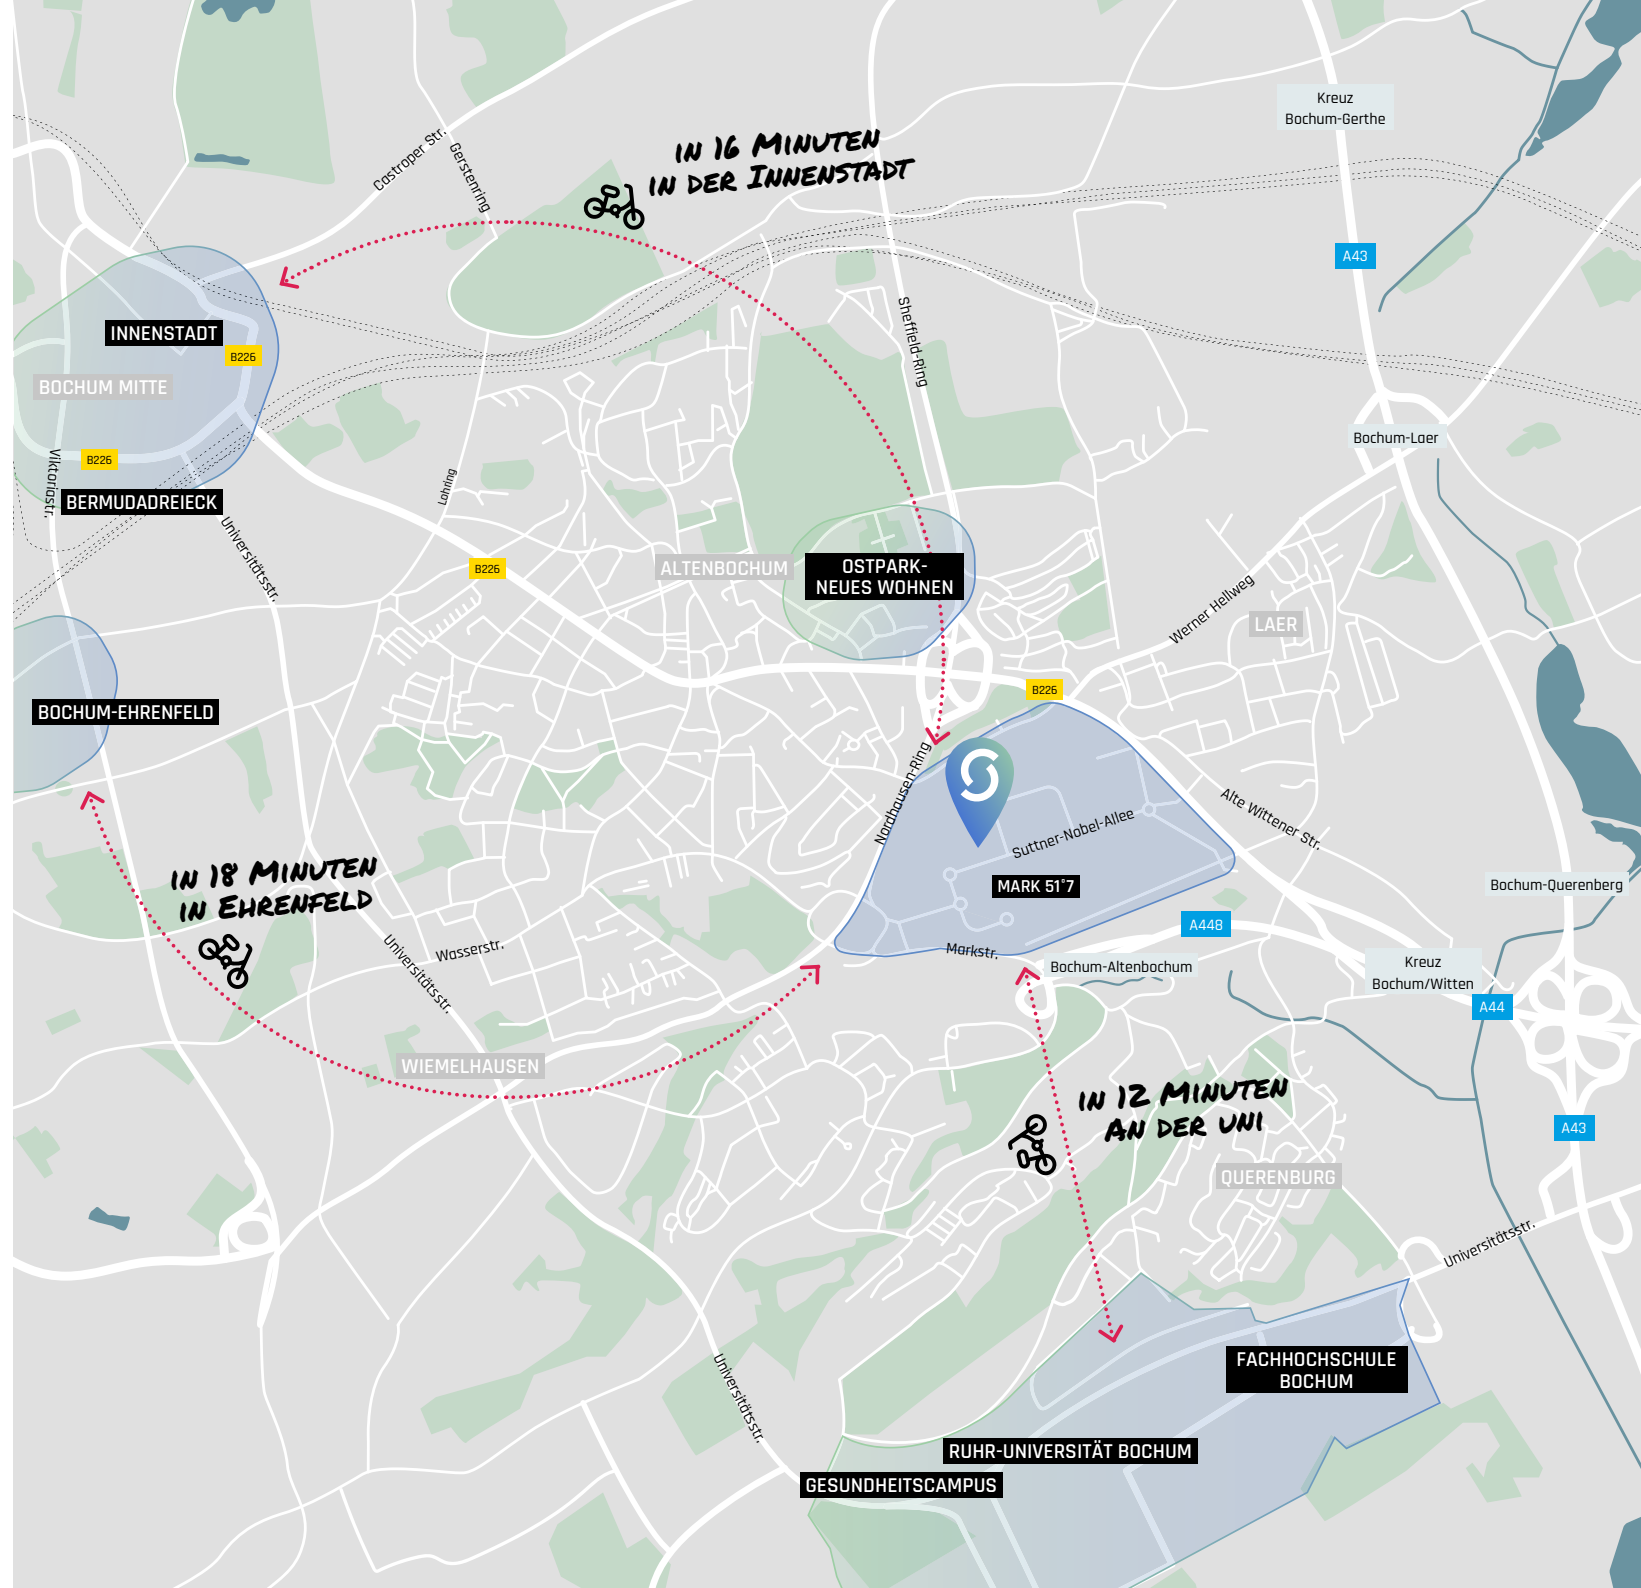 Kreuz
Bochum-Gerthe
Castroper Str.
Gerstenring
in 16 Minuten
in der Innenstadt
A43
Sheffield-Ring
INNENSTADT
B226
BOCHUM MITTE
Bochum-Laer
B226
Viktoriastr.
BERMUDADREIECK
Lohring
Universitätsstr.
B226
ALTENBOCHUM
OSTPARK-
NEUES WOHNEN
Werner Hellweg
LAER
B226
BOCHUM-EHRENFELD
Nordhausen-Ring
Suttner-Nobel-Allee
Alte Wittener Str.
in 18 Minuten
in Ehrenfeld
MARK 51°7
Bochum-Querenberg
A448
Universitätsstr.
Wasserstr.
Markstr.
Bochum-Altenbochum
Kreuz
Bochum/Witten
A44
WIEMELHAUSEN
in 12 Minuten
an der uni
A43
QUERENBURG
Universitätsstr.
Universitätsstr.
FACHHOCHSCHULE
BOCHUM
RUHR-UNIVERSITÄT BOCHUM
GESUNDHEITSCAMPUS